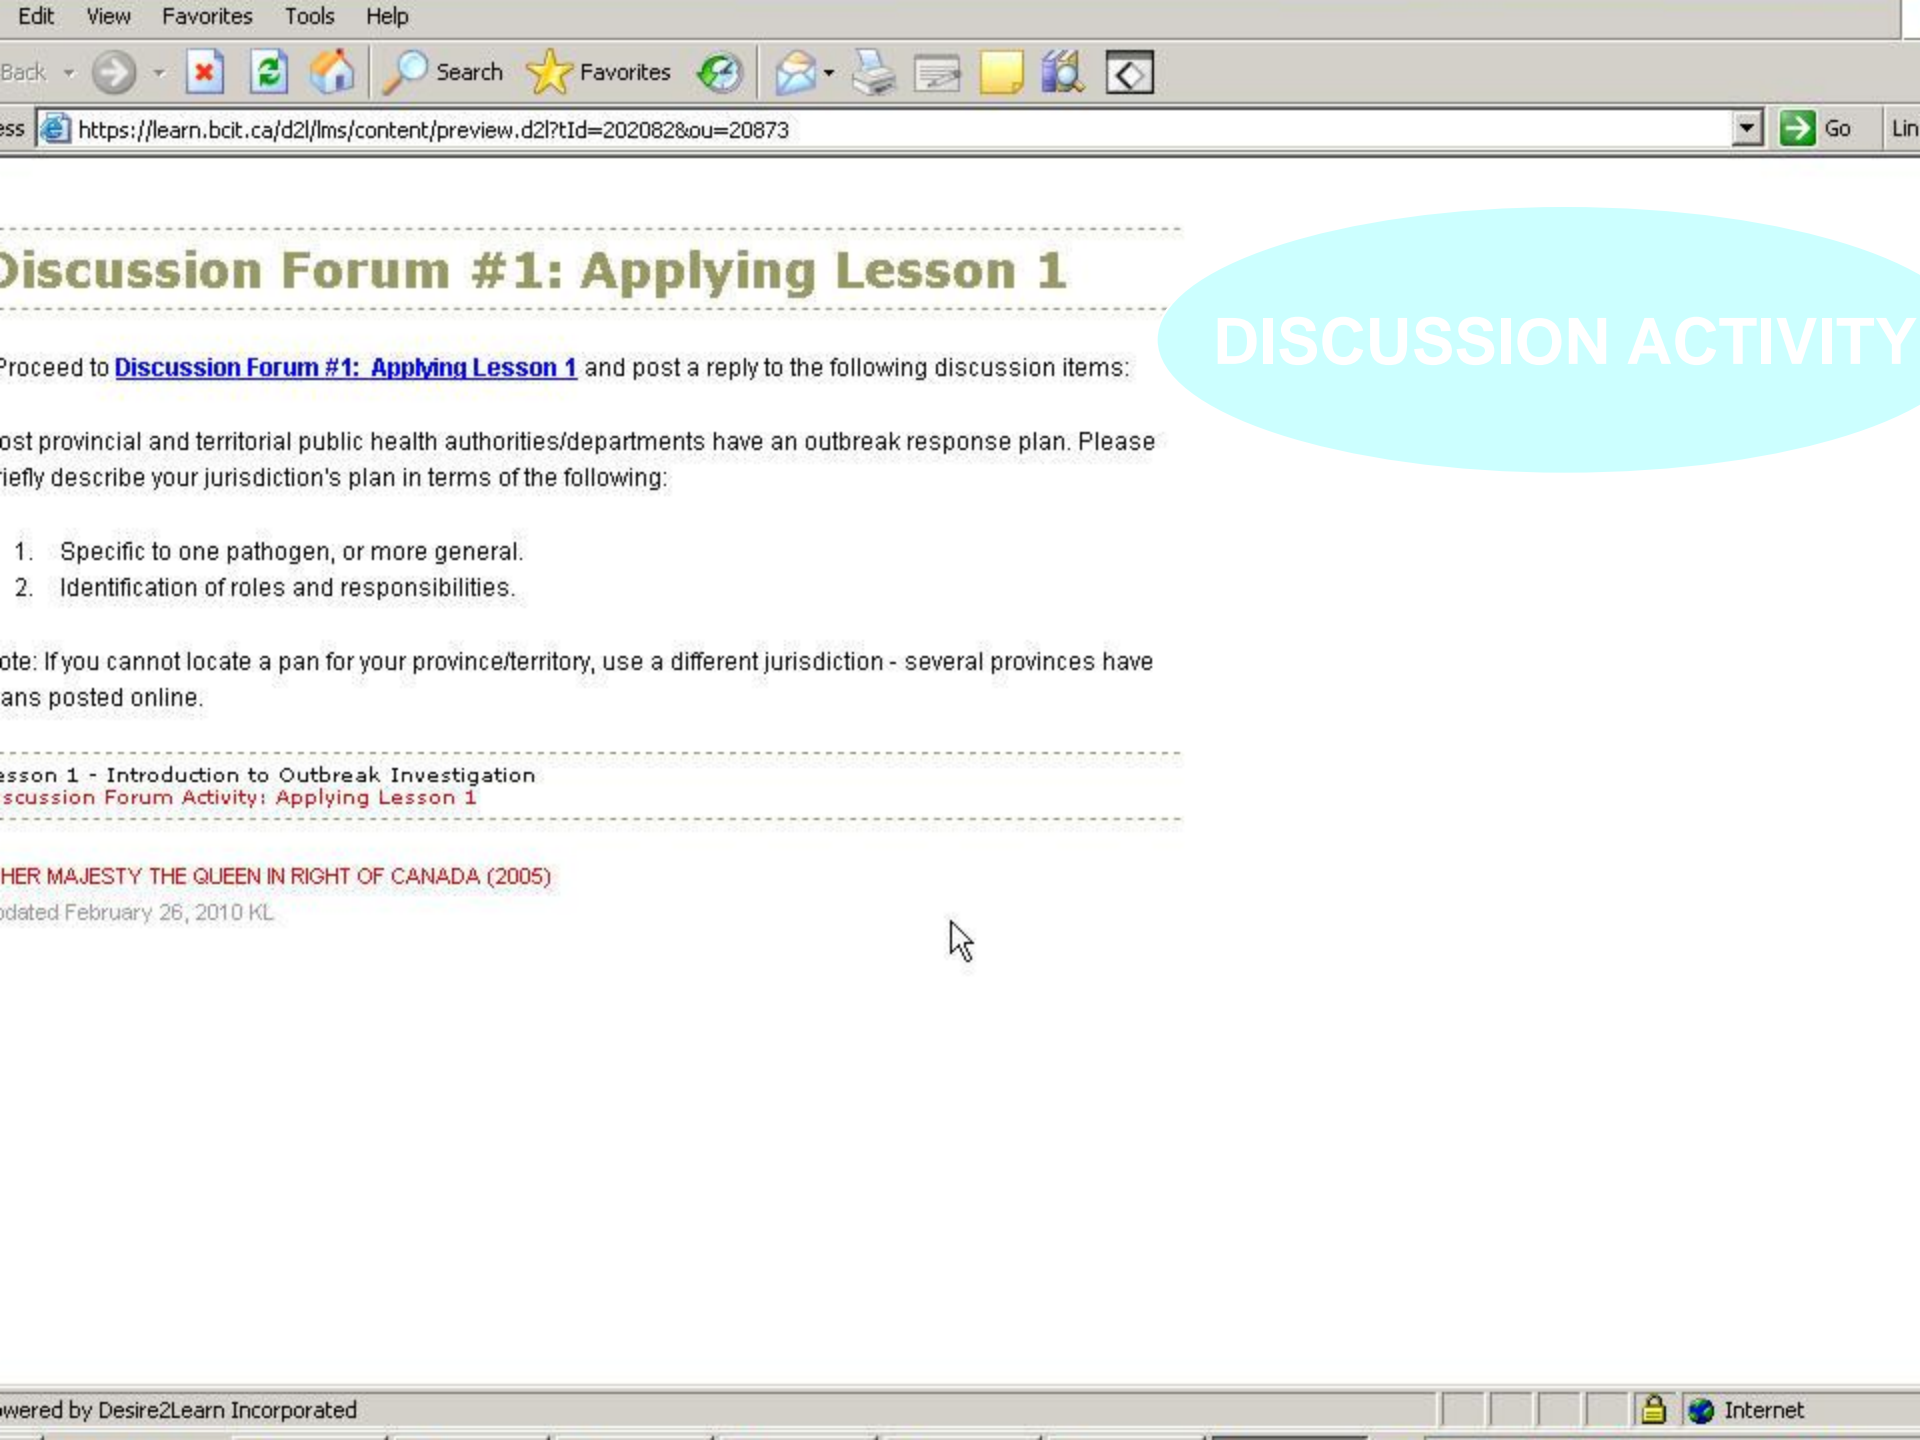 Edit View Favorites Tools Help
Back Search Favorites
ess https://learn.bcit.ca/d2l/lms/content/preview.d2l?tId=202082&ou=20873 Go Lin
Discussion Forum #1: Applying Lesson 1
DISCUSSION ACTIVITY
Proceed to Discussion Forum #1: Applying Lesson 1 and post a reply to the following discussion items:
ost provincial and territorial public health authorities/departments have an outbreak response plan. Please
riefly describe your jurisdiction's plan in terms of the following:
1. Specific to one pathogen, or more general.
2. Identification of roles and responsibilities.
ote: If you cannot locate a pan for your province/territory, use a different jurisdiction - several provinces have
ans posted online.
esson 1 - Introduction to Outbreak Investigation
scussion Forum Activity: Applying Lesson 1
HER MAJESTY THE QUEEN IN RIGHT OF CANADA (2005)
pdated February 26, 2010 KL
owered by Desire2Learn Incorporated Internet